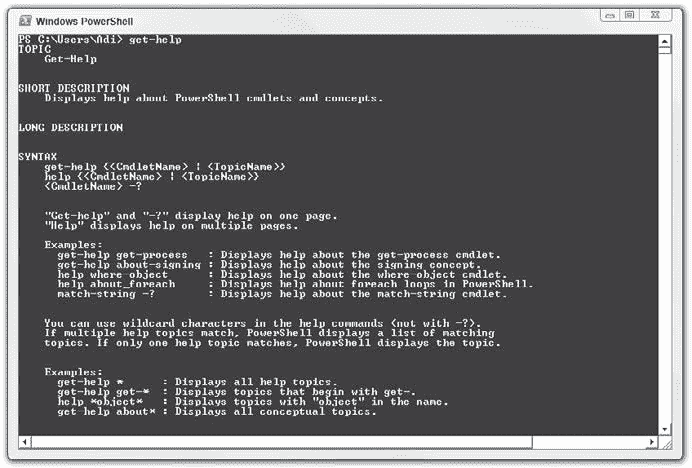 Windows PowerShell
PS C:\Users\Adi> get-help
TOPIC
Get-Help
SHORT DESCRIPTION
Displays help about PowerShell cmdlets and concepts.
LONG DESCRIPTION
SYNTAX
get-help {<CmdletName> | <TopicName>}
help {<CmdletName> | <TopicName>}
<CmdletName> -?
"Get-help" and "-?" display help on one page.
"Help" displays help on multiple pages.
Examples:
get-help get-process : Displays help about the get-process cmdlet.
get-help about-signing : Displays help about the signing concept.
help where-object : Displays help about the where-object cmdlet.
help about_foreach : Displays help about foreach loops in PowerShell.
match-string -? : Displays help about the match-string cmdlet.
You can use wildcard characters in the help commands (not with -?).
If multiple help topics match, PowerShell displays a list of matching
topics. If only one help topic matches, PowerShell displays the topic.
Examples:
get-help * : Displays all help topics.
get-help get-* : Displays topics that begin with get-.
help *object* : Displays topics with "object" in the name.
get-help about* : Displays all conceptual topics.